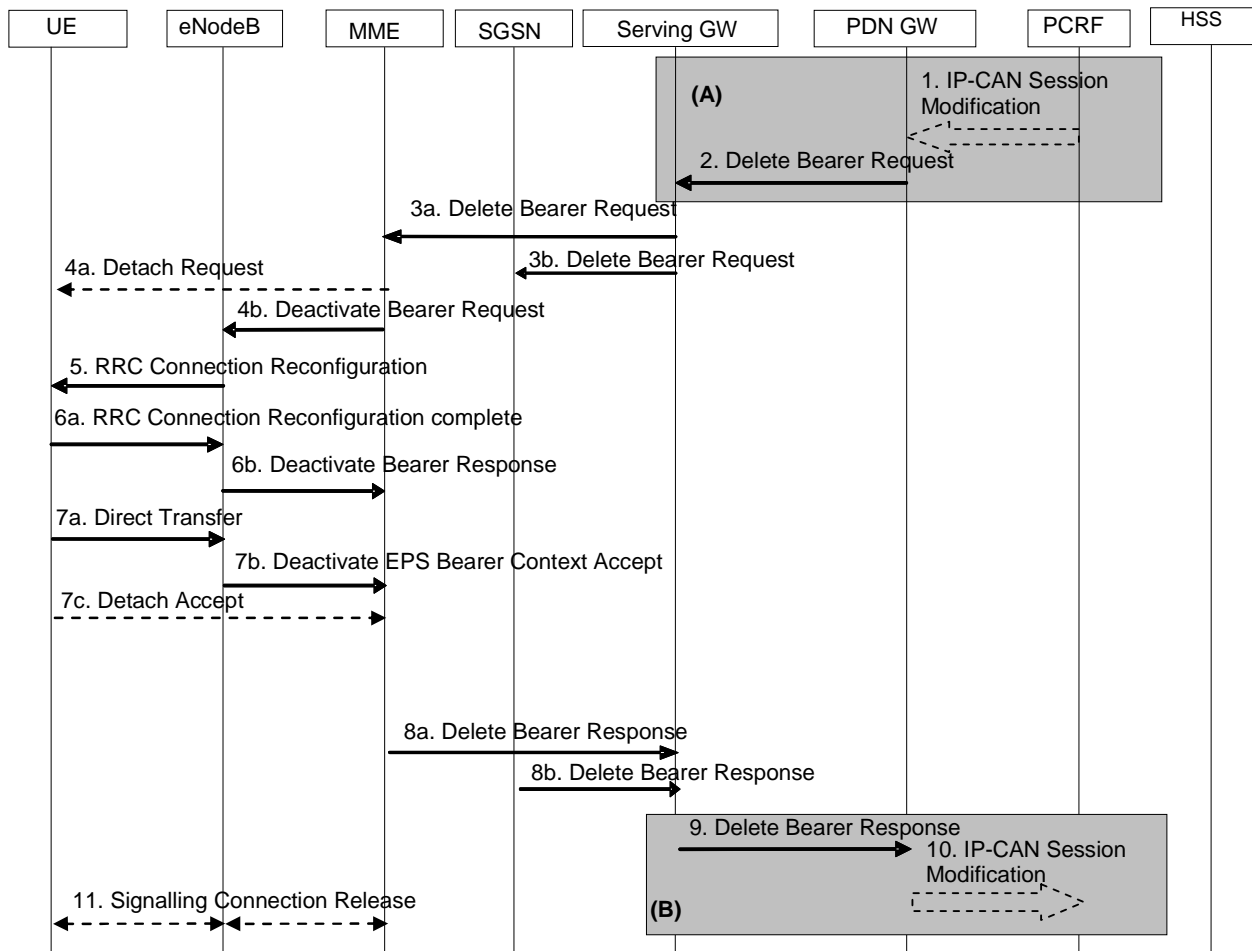 UE
eNodeB
MME
SGSN
Serving GW
PDN GW
PCRF
HSS
(A)
1. IP-CAN Session
Modification
2. Delete Bearer Request
3a. Delete Bearer Request
3b. Delete Bearer Request
4a. Detach Request
4b. Deactivate Bearer Request
5. RRC Connection Reconfiguration
6a. RRC Connection Reconfiguration complete
6b. Deactivate Bearer Response
7a. Direct Transfer
7b. Deactivate EPS Bearer Context Accept
7c. Detach Accept
8a. Delete Bearer Response
8b. Delete Bearer Response
9. Delete Bearer Response
10. IP-CAN Session
Modification
11. Signalling Connection Release
(B)